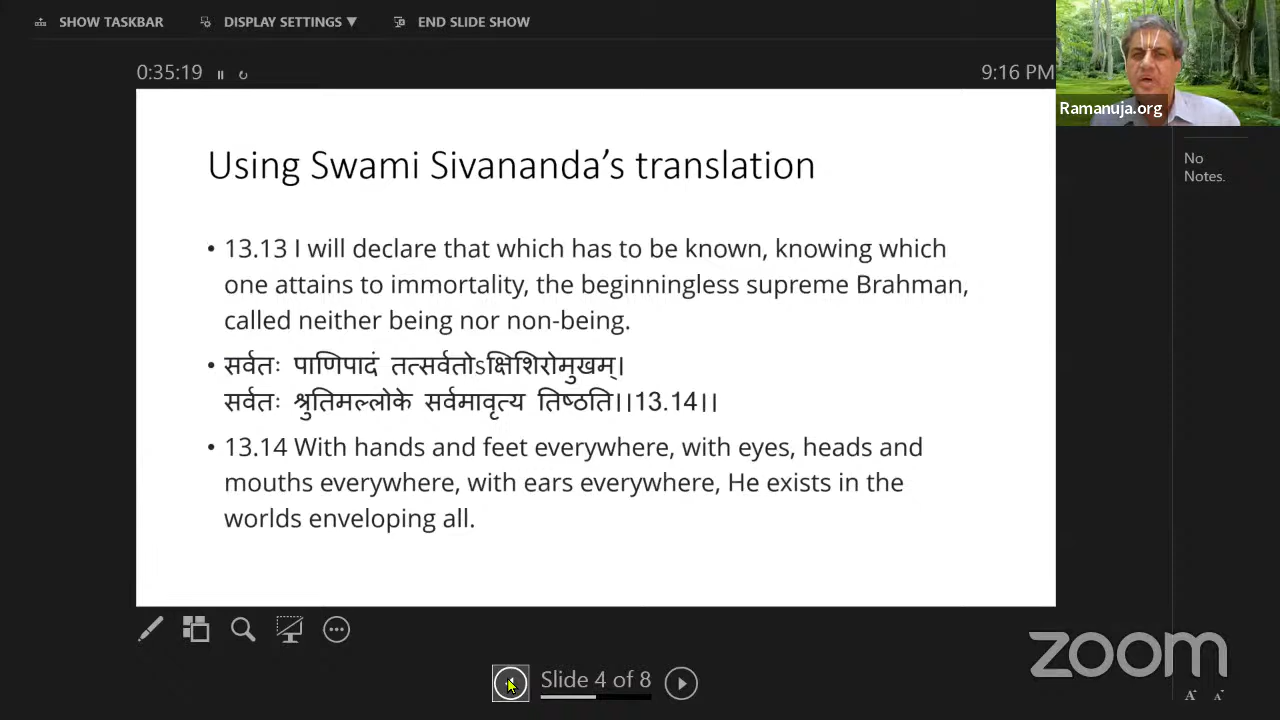 SHOW TASKBAR DISPLAY SETTINGS ▼ END SLIDE SHOW
0:35:19 9:16 PM
Ramanuja.org
No
Notes.
Using Swami Sivananda’s translation
• 13.13 I will declare that which has to be known, knowing which
one attains to immortality, the beginningless supreme Brahman,
called neither being nor non-being.
• सर्वतः पाणिपादं तत्सर्वतोऽक्षिशिरोमुखम्।
सर्वतः श्रुतिमल्लोके सर्वमावृत्य तिष्ठति।।13.14।।
• 13.14 With hands and feet everywhere, with eyes, heads and
mouths everywhere, with ears everywhere, He exists in the
worlds enveloping all.
zoom
Slide 4 of 8
A A